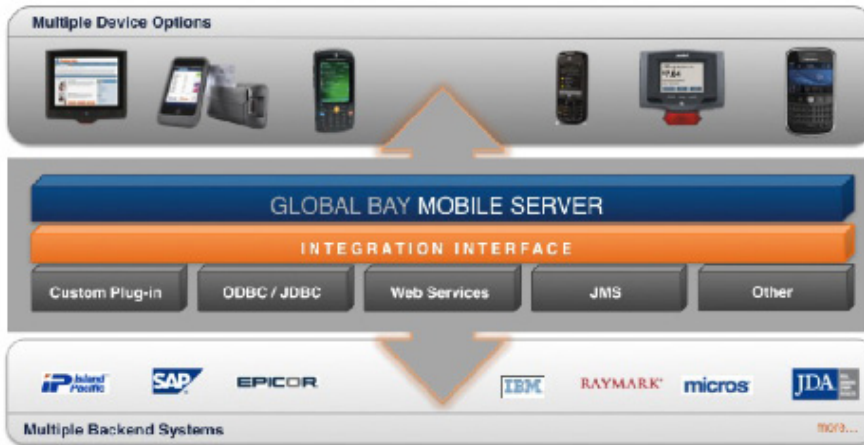 Multiple Device Options
GLOBAL BAY MOBILE SERVER
INTEGRATION INTERFACE
Custom Plug-in ODBC / JDBC Web Services JMS Other
iP Island Pacific SAP EPICOR IBM RAYMARK micros JDA
Multiple Backend Systems more...